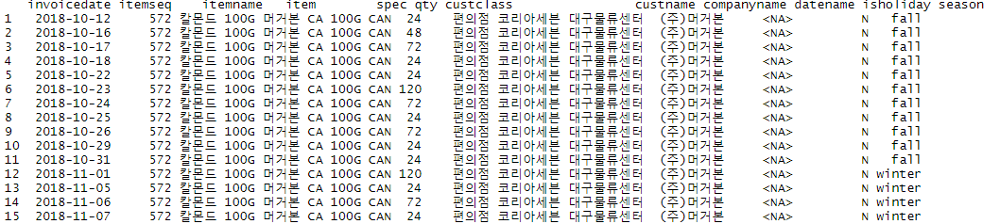 invoicedate itemseq itemname item spec qty custclass custname companyname datename isholiday season
1 2018-10-12 572 칼몬드 100G 머거본 CA 100G CAN 24 편의점 코리아세븐 대구물류센터 (주)머거본 <NA> N fall
2 2018-10-16 572 칼몬드 100G 머거본 CA 100G CAN 48 편의점 코리아세븐 대구물류센터 (주)머거본 <NA> N fall
3 2018-10-17 572 칼몬드 100G 머거본 CA 100G CAN 72 편의점 코리아세븐 대구물류센터 (주)머거본 <NA> N fall
4 2018-10-18 572 칼몬드 100G 머거본 CA 100G CAN 24 편의점 코리아세븐 대구물류센터 (주)머거본 <NA> N fall
5 2018-10-22 572 칼몬드 100G 머거본 CA 100G CAN 24 편의점 코리아세븐 대구물류센터 (주)머거본 <NA> N fall
6 2018-10-23 572 칼몬드 100G 머거본 CA 100G CAN 120 편의점 코리아세븐 대구물류센터 (주)머거본 <NA> N fall
7 2018-10-24 572 칼몬드 100G 머거본 CA 100G CAN 72 편의점 코리아세븐 대구물류센터 (주)머거본 <NA> N fall
8 2018-10-25 572 칼몬드 100G 머거본 CA 100G CAN 24 편의점 코리아세븐 대구물류센터 (주)머거본 <NA> N fall
9 2018-10-26 572 칼몬드 100G 머거본 CA 100G CAN 72 편의점 코리아세븐 대구물류센터 (주)머거본 <NA> N fall
10 2018-10-29 572 칼몬드 100G 머거본 CA 100G CAN 24 편의점 코리아세븐 대구물류센터 (주)머거본 <NA> N fall
11 2018-10-31 572 칼몬드 100G 머거본 CA 100G CAN 24 편의점 코리아세븐 대구물류센터 (주)머거본 <NA> N fall
12 2018-11-01 572 칼몬드 100G 머거본 CA 100G CAN 120 편의점 코리아세븐 대구물류센터 (주)머거본 <NA> N winter
13 2018-11-05 572 칼몬드 100G 머거본 CA 100G CAN 24 편의점 코리아세븐 대구물류센터 (주)머거본 <NA> N winter
14 2018-11-06 572 칼몬드 100G 머거본 CA 100G CAN 72 편의점 코리아세븐 대구물류센터 (주)머거본 <NA> N winter
15 2018-11-07 572 칼몬드 100G 머거본 CA 100G CAN 24 편의점 코리아세븐 대구물류센터 (주)머거본 <NA> N winter